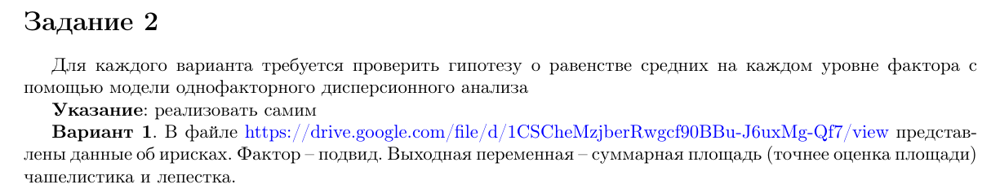 Задание 2
Для каждого варианта требуется проверить гипотезу о равенстве средних на каждом уровне фактора с
помощью модели однофакторного дисперсионного анализа
Указание: реализовать самим
Вариант 1. В файле https://drive.google.com/file/d/1CSCheMzjberRwgcf90BBu-J6uxMg-Qf7/view представ-
лены данные об ирисках. Фактор – подвид. Выходная переменная – суммарная площадь (точнее оценка площади)
чашелистика и лепестка.